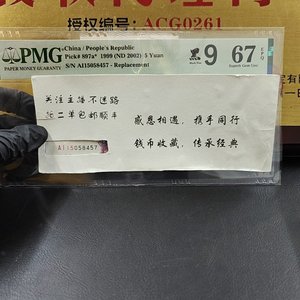 授权编号：ACG0261
PMG
PAPER MONEY GUARANTY
China / People's Republic
Pick# 897a* 1999 (ND 2002) 5 Yuan
S/N AI15058457 - Replacement
9
67
EPQ
Superb Gem Unc
关注主播不迷路
第二单包邮顺丰
感恩相遇，携手同行
钱币收藏，传承经典
AI15058457